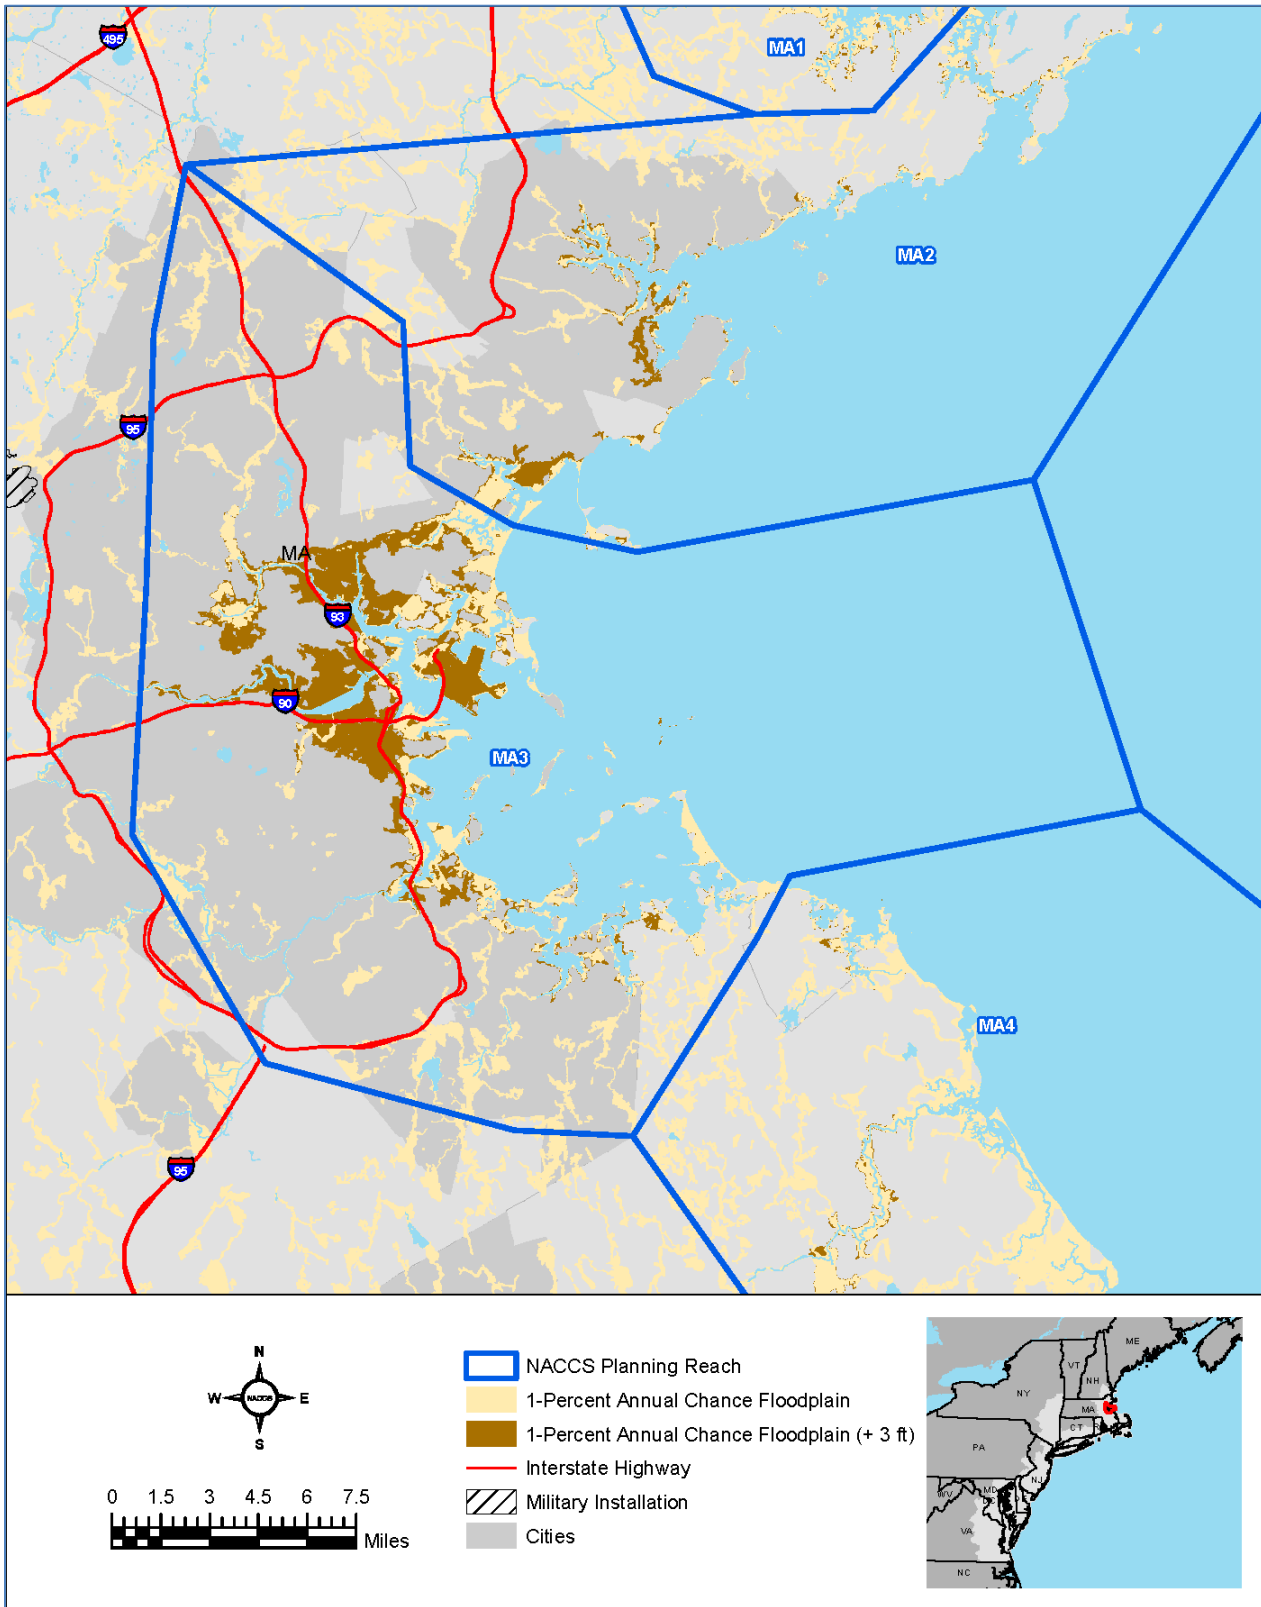 495
MA1
MA2
95
MA
93
90
MA3
MA4
95
N
W NACCS E
S
0 1.5 3 4.5 6 7.5
Miles
NACCS Planning Reach
1-Percent Annual Chance Floodplain
1-Percent Annual Chance Floodplain (+ 3 ft)
Interstate Highway
Military Installation
Cities
ME
VT
NH
NY
MA
CT
PA
NJ
MD
WV
VA
NC